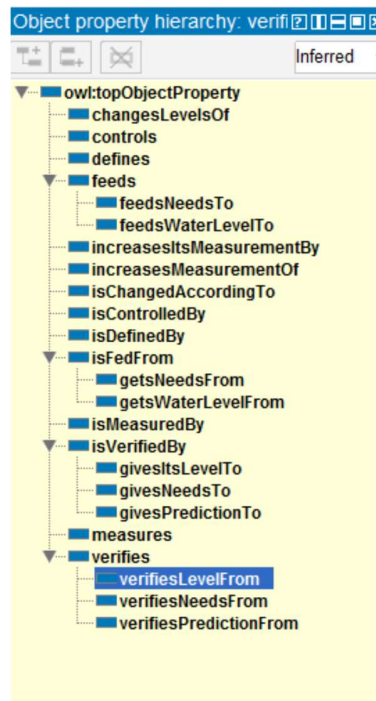 Object property hierarchy: verifi
Inferred
owl:topObjectProperty
changesLevelsOf
controls
defines
feeds
feedsNeedsTo
feedsWaterLevelTo
increasesItsMeasurementBy
increasesMeasurementOf
isChangedAccordingTo
isControlledBy
isDefinedBy
isFedFrom
getsNeedsFrom
getsWaterLevelFrom
isMeasuredBy
isVerifiedBy
givesItsLevelTo
givesNeedsTo
givesPredictionTo
measures
verifies
verifiesLevelFrom
verifiesNeedsFrom
verifiesPredictionFrom